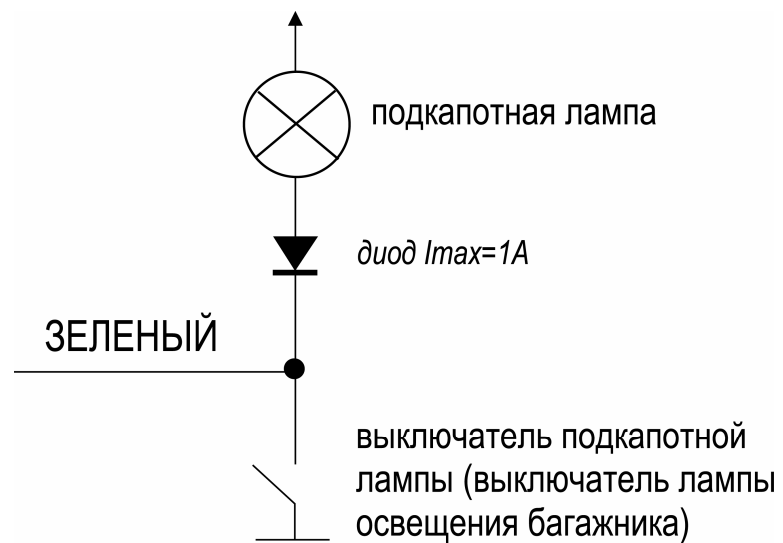 подкапотная лампа
диод Imax=1A
ЗЕЛЕНЫЙ
выключатель подкапотной
лампы (выключатель лампы
освещения багажника)